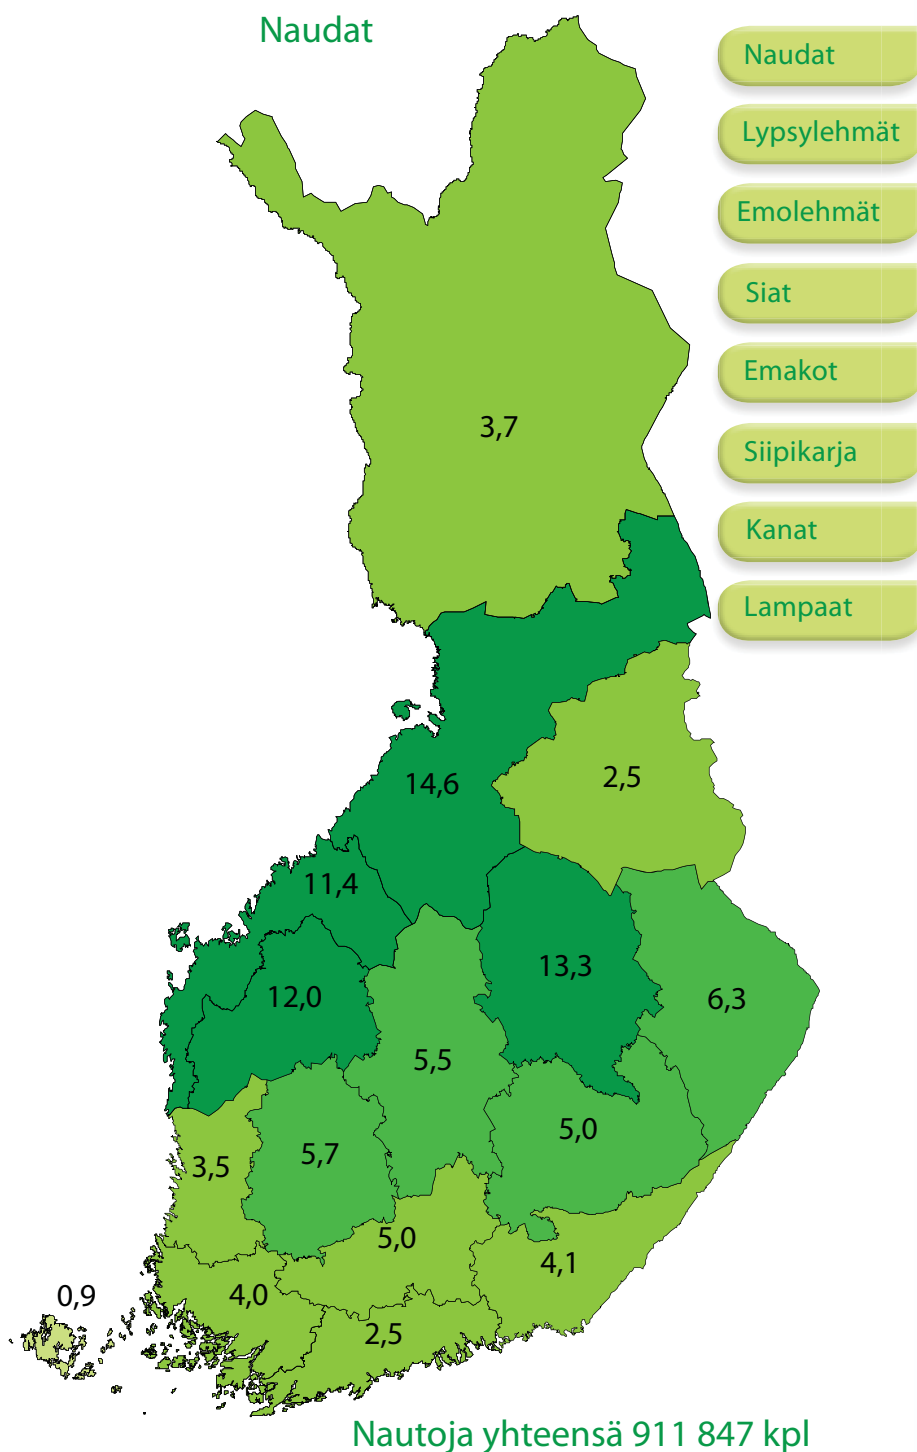 Naudat
Naudat
Lypsylehmät
Emolehmät
Siat
Emakot
Siipikarja
Kanat
Lampaat
3,7
14,6
2,5
11,4
13,3
12,0
6,3
5,5
5,0
5,7
3,5
5,0
4,1
0,9
4,0
2,5
Nautoja yhteensä 911 847 kpl